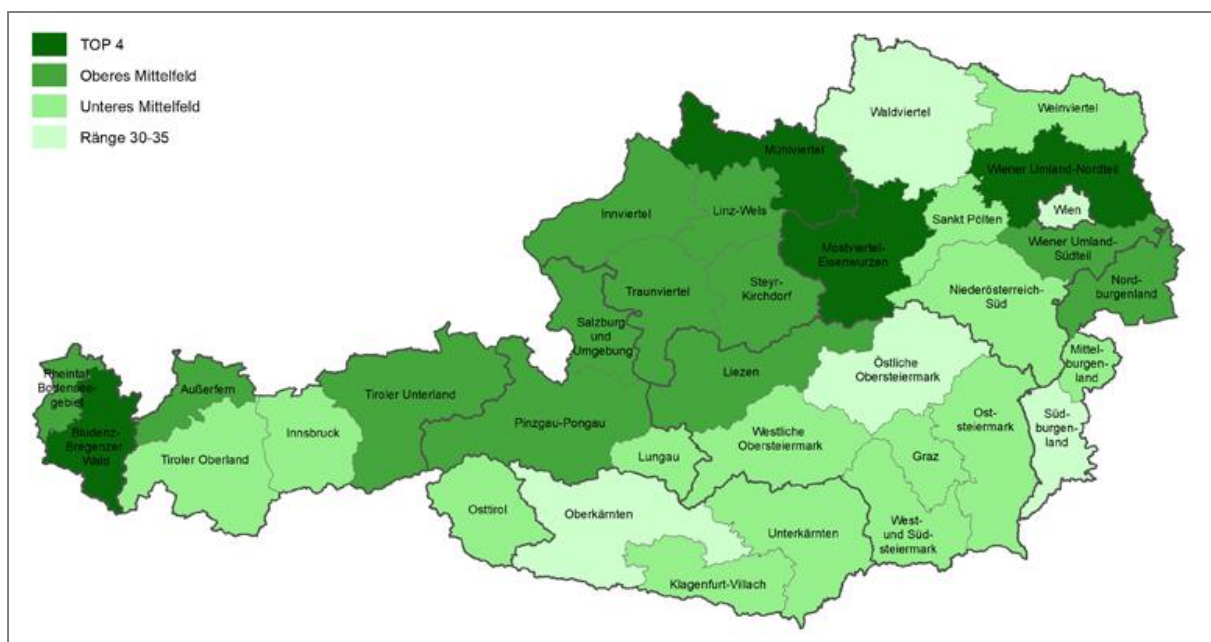 TOP 4
Oberes Mittelfeld
Unteres Mittelfeld
Ränge 30-35
Waldviertel
Weinviertel
Mühlviertel
Wiener Umland-Nordteil
Wien
Innviertel
Linz-Wels
Sankt Pölten
Mostviertel-
Eisenwurzen
Wiener Umland-
Südteil
Traunviertel
Steyr-
Kirchdorf
Niederösterreich-
Süd
Nord-
burgenland
Salzburg
und
Umgebung
Mittel-
burgen-
land
Rheintal-
Bodensee-
gebiet
Außerfern
Tiroler Unterland
Liezen
Östliche
Obersteiermark
Bludenz-
Bregenzer
Wald
Tiroler Oberland
Innsbruck
Pinzgau-Pongau
Lungau
Westliche
Obersteiermark
Ost-
steiermark
Süd-
burgen-
land
Graz
Osttirol
Oberkärnten
Unterkärnten
West-
und Süd-
steiermark
Klagenfurt-Villach